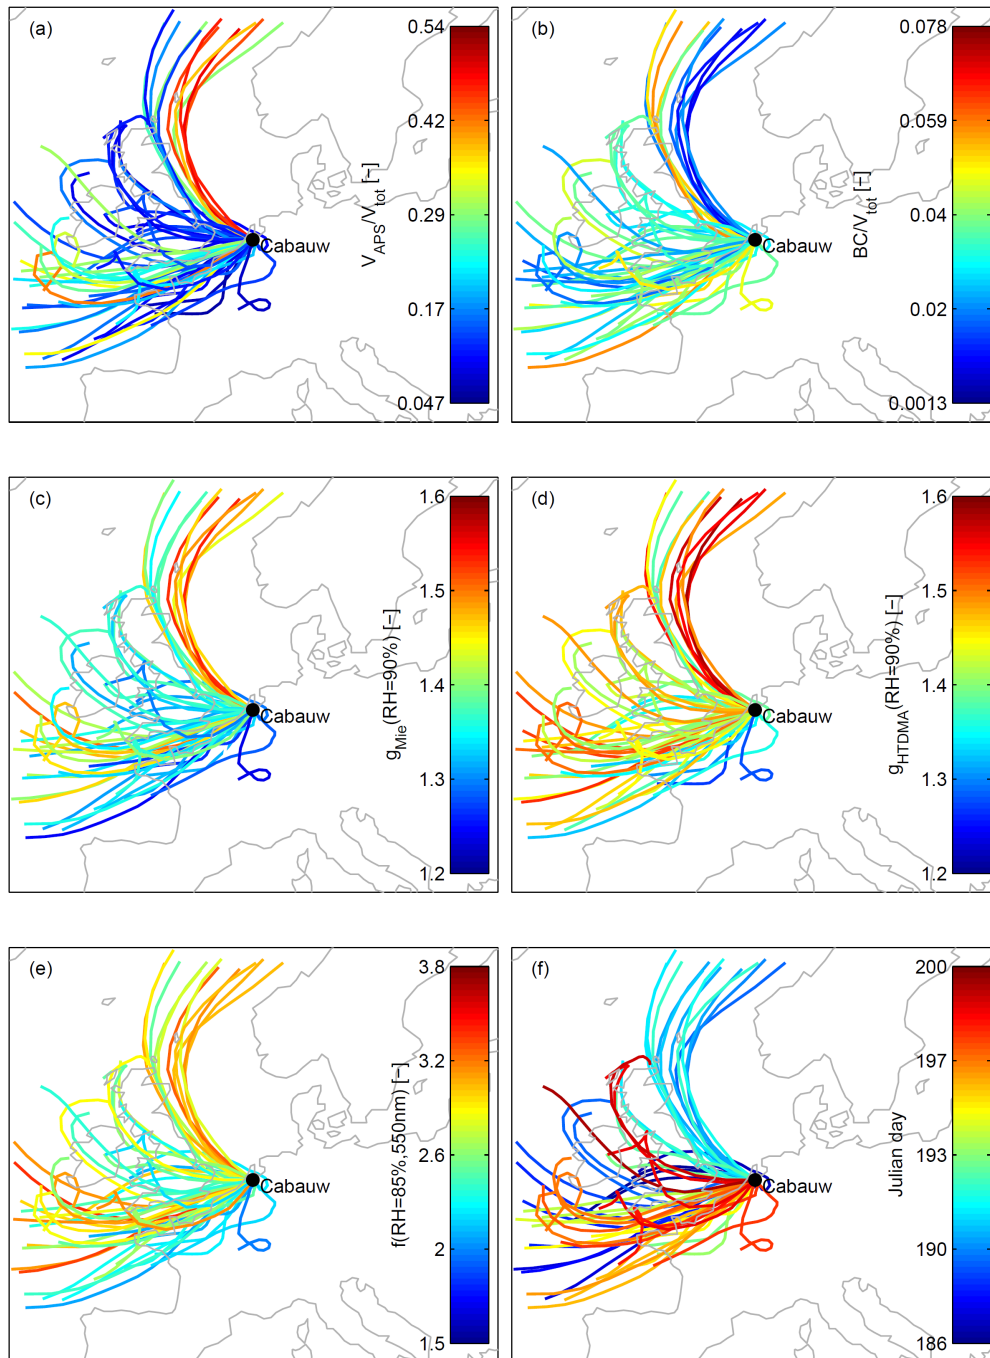 (a)
0.54
0.42
0.29
0.17
0.047
V_APS/V_tot [−]
Cabauw
(b)
0.078
0.059
0.04
0.02
0.0013
BC/V_tot [−]
Cabauw
(c)
1.6
1.5
1.4
1.3
1.2
g_Mie(RH=90%) [−]
Cabauw
(d)
1.6
1.5
1.4
1.3
1.2
g_HTDMA(RH=90%) [−]
Cabauw
(e)
3.8
3.2
2.6
2
1.5
f(RH=85%,550nm) [−]
Cabauw
(f)
200
197
193
190
186
Julian day
Cabauw